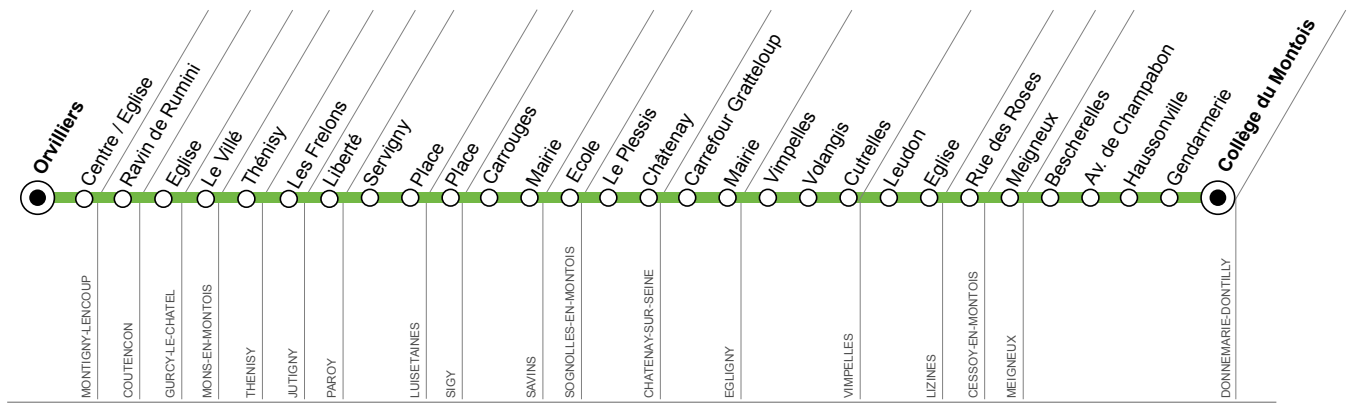 Orvilliers
Centre / Eglise
Ravin de Rumini
Eglise
Le Villé
Thénisy
Les Frelons
Liberté
Servigny
Place
Place
Carrouges
Mairie
Ecole
Le Plessis
Châtenay
Carrefour Gratteloup
Mairie
Vimpelles
Volangis
Cutrelles
Leudon
Eglise
Rue des Roses
Meigneux
Bescherelles
Av. de Champabon
Haussonville
Gendarmerie
Collège du Montois
MONTIGNY-LENCOUP
COUTENCON
GURCY-LE-CHATEL
MONS-EN-MONTOIS
THENISY
JUTIGNY
PAROY
LUISETAINES
SIGY
SAVINS
SOGNOLLES-EN-MONTOIS
CHATENAY-SUR-SEINE
EGLIGNY
VIMPELLES
LIZINES
CESSOY-EN-MONTOIS
MEIGNEUX
DONNEMARIE-DONTILLY